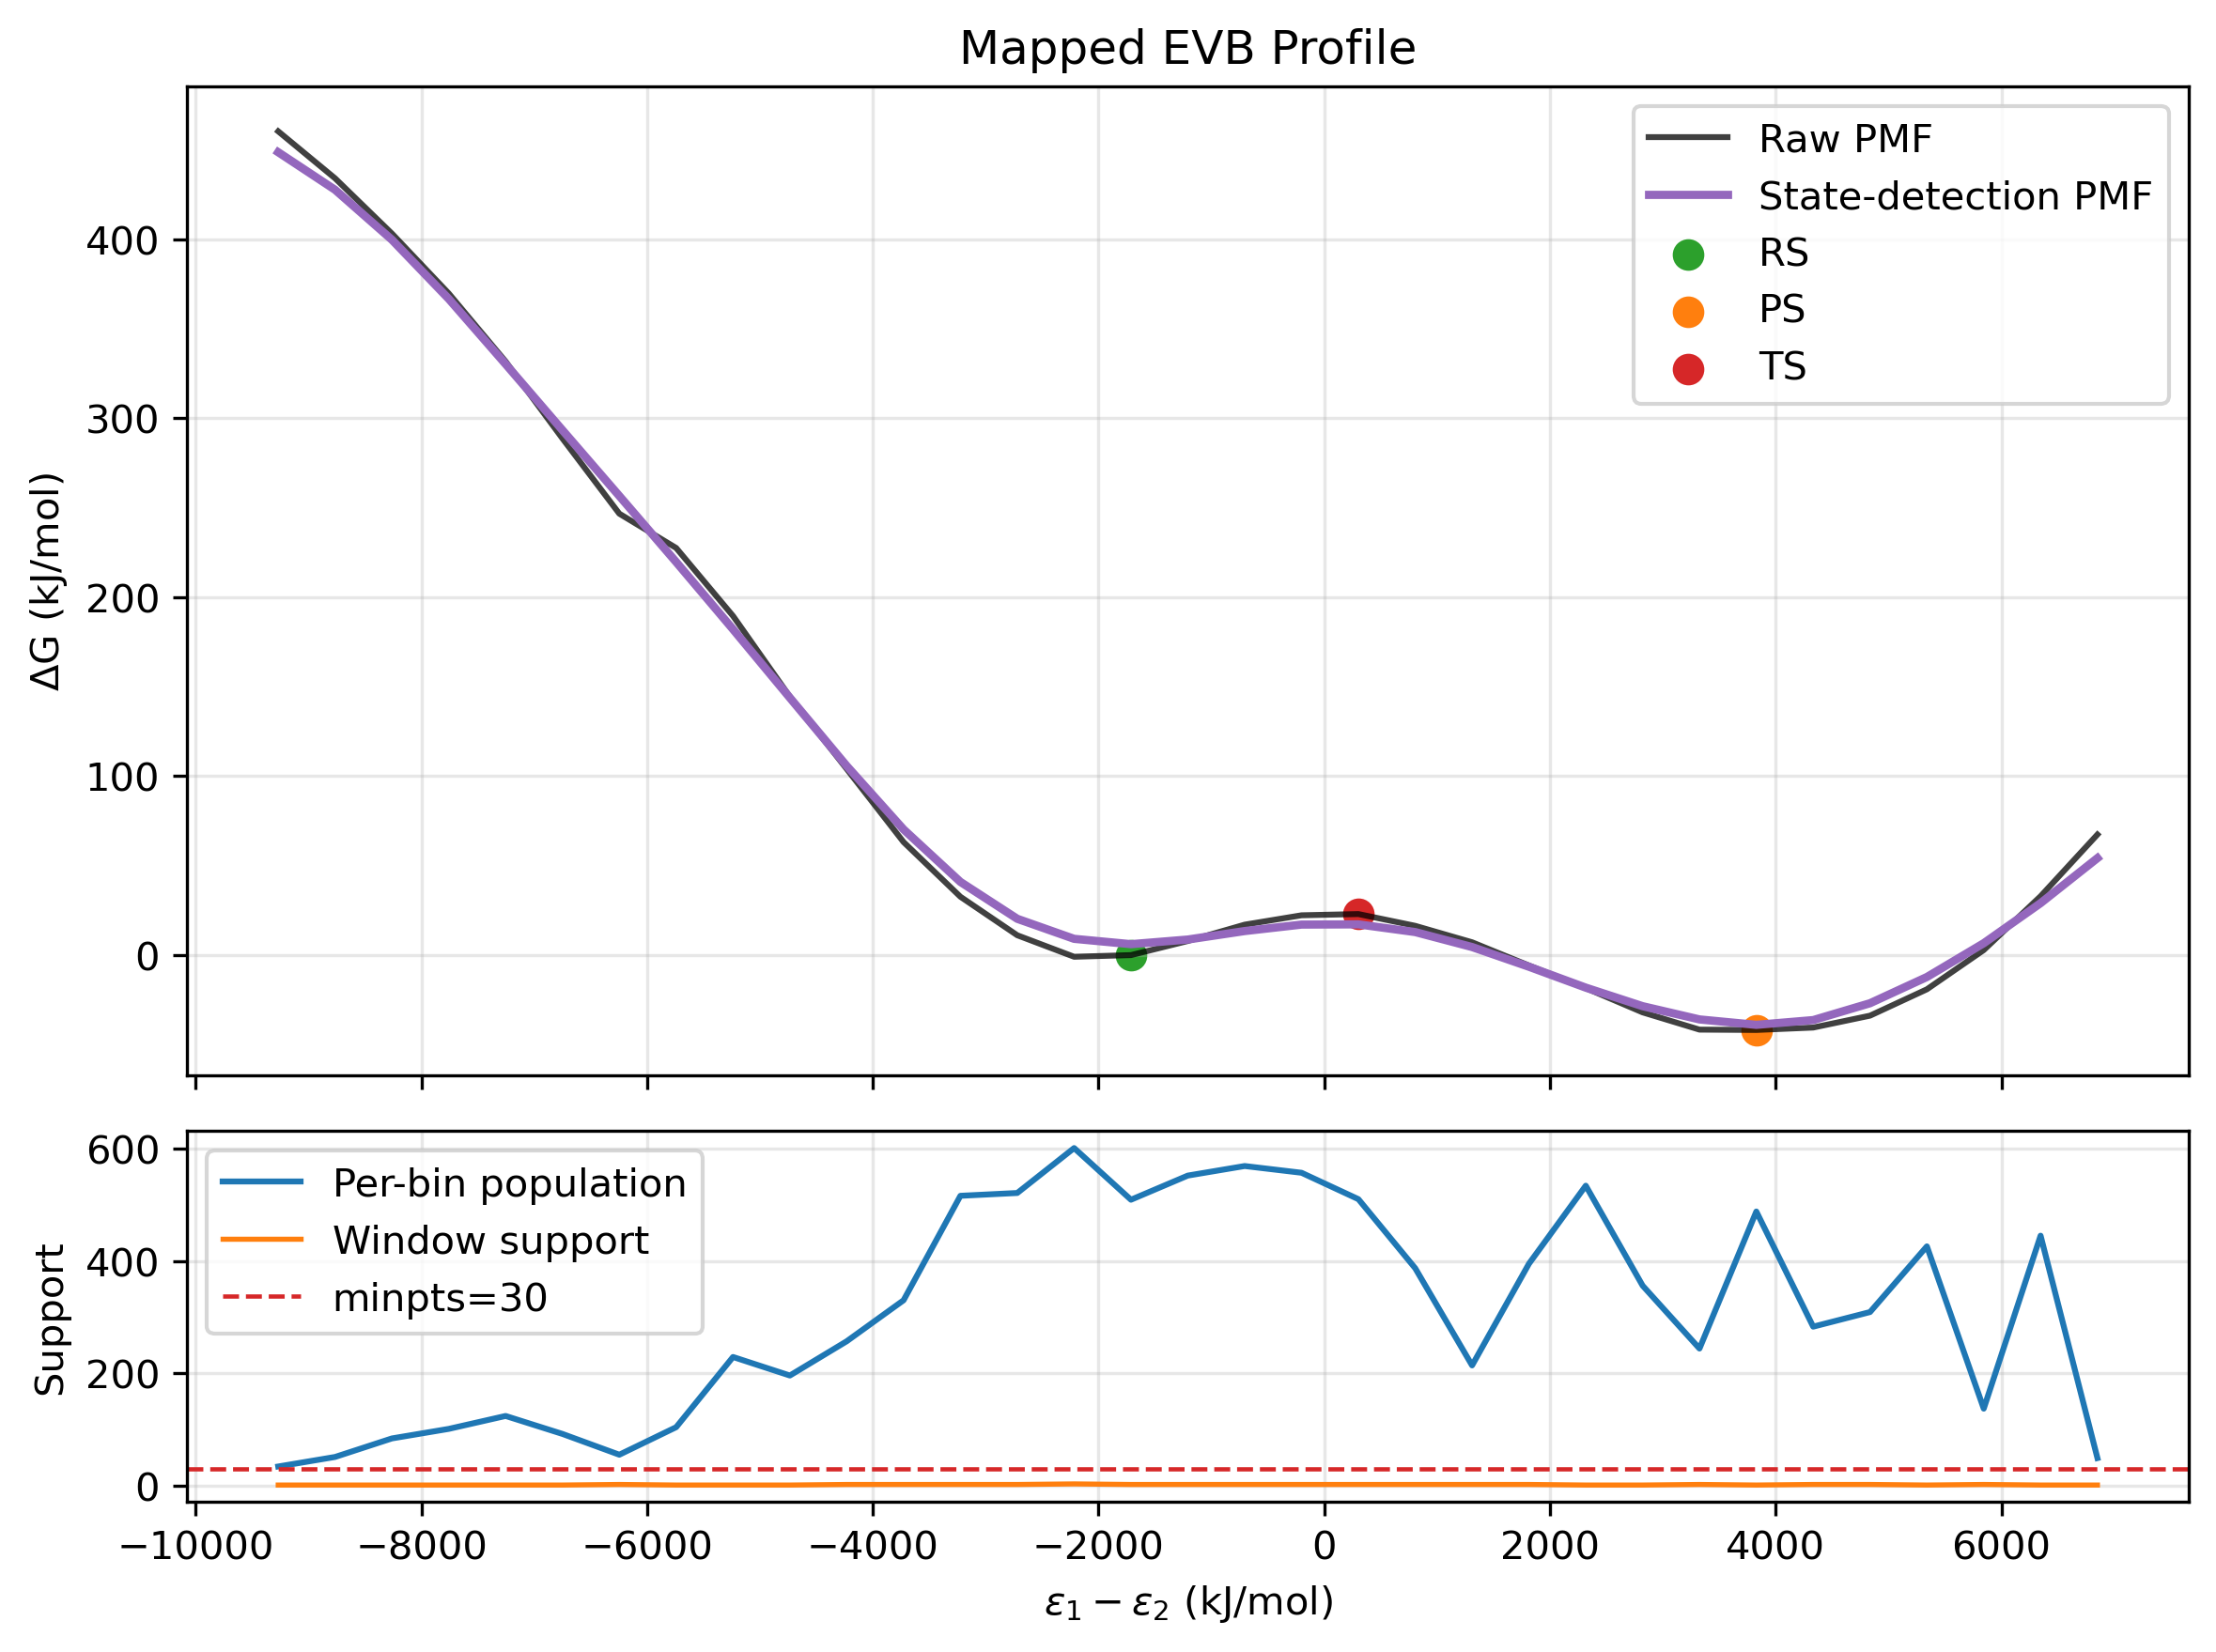 Mapped EVB Profile
ΔG (kJ/mol)
400
300
200
100
0
Raw PMF
State-detection PMF
RS
PS
TS
Support
600
400
200
0
Per-bin population
Window support
minpts=30
−10000 −8000 −6000 −4000 −2000 0 2000 4000 6000
ε₁ − ε₂ (kJ/mol)